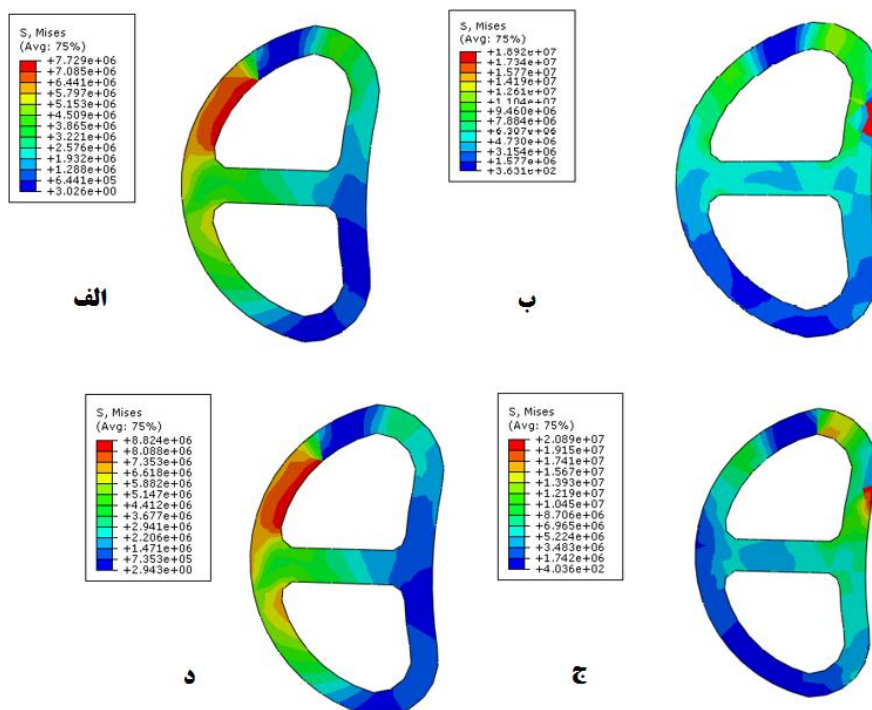 S, Mises
(Avg: 75%)
+7.729e+06
+7.085e+06
+6.441e+06
+5.797e+06
+5.153e+06
+4.509e+06
+3.865e+06
+3.221e+06
+2.576e+06
+1.932e+06
+1.288e+06
+6.441e+05
+3.026e+00
الف
S, Mises
(Avg: 75%)
+1.892e+07
+1.734e+07
+1.577e+07
+1.419e+07
+1.261e+07
+1.104e+07
+9.460e+06
+7.884e+06
+6.307e+06
+4.730e+06
+3.154e+06
+1.577e+06
+3.631e+02
ب
S, Mises
(Avg: 75%)
+8.824e+06
+8.088e+06
+7.353e+06
+6.618e+06
+5.882e+06
+5.147e+06
+4.412e+06
+3.677e+06
+2.941e+06
+2.206e+06
+1.471e+06
+7.353e+05
+2.943e+00
د
S, Mises
(Avg: 75%)
+2.089e+07
+1.915e+07
+1.741e+07
+1.567e+07
+1.393e+07
+1.219e+07
+1.045e+07
+8.706e+06
+6.965e+06
+5.224e+06
+3.483e+06
+1.742e+06
+4.036e+02
ج